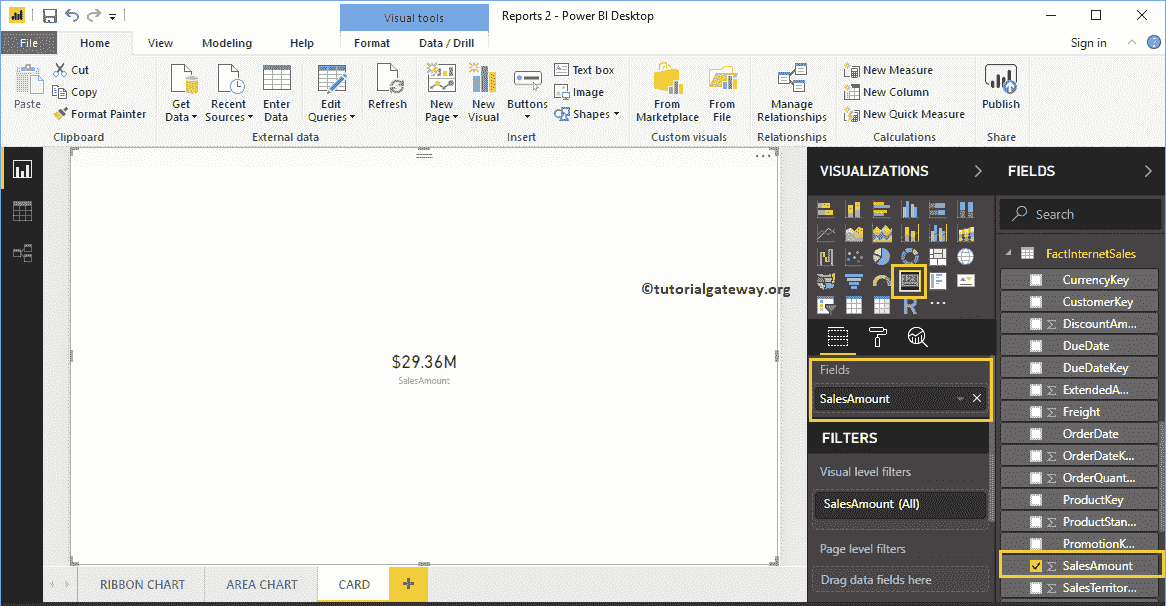 Visual tools
Reports 2 - Power BI Desktop
File
Home
View
Modeling
Help
Format
Data / Drill
Sign in
Paste
Cut
Copy
Format Painter
Clipboard
Get
Data
Recent
Sources
Enter
Data
Edit
Queries
External data
Refresh
New
Page
New
Visual
Buttons
Text box
Image
Shapes
Insert
From
Marketplace
From
File
Custom visuals
Manage
Relationships
Relationships
New Measure
New Column
New Quick Measure
Calculations
Publish
Share
$29.36M
SalesAmount
©tutorialgateway.org
VISUALIZATIONS
R
Fields
SalesAmount
FILTERS
Visual level filters
SalesAmount (All)
Page level filters
Drag data fields here
FIELDS
Search
FactInternetSales
CurrencyKey
CustomerKey
DiscountAm...
DueDate
DueDateKey
ExtendedA...
Freight
OrderDate
OrderDateK...
OrderQuant...
ProductKey
ProductStan...
PromotionK...
SalesAmount
SalesTerritor...
RIBBON CHART
AREA CHART
CARD
+